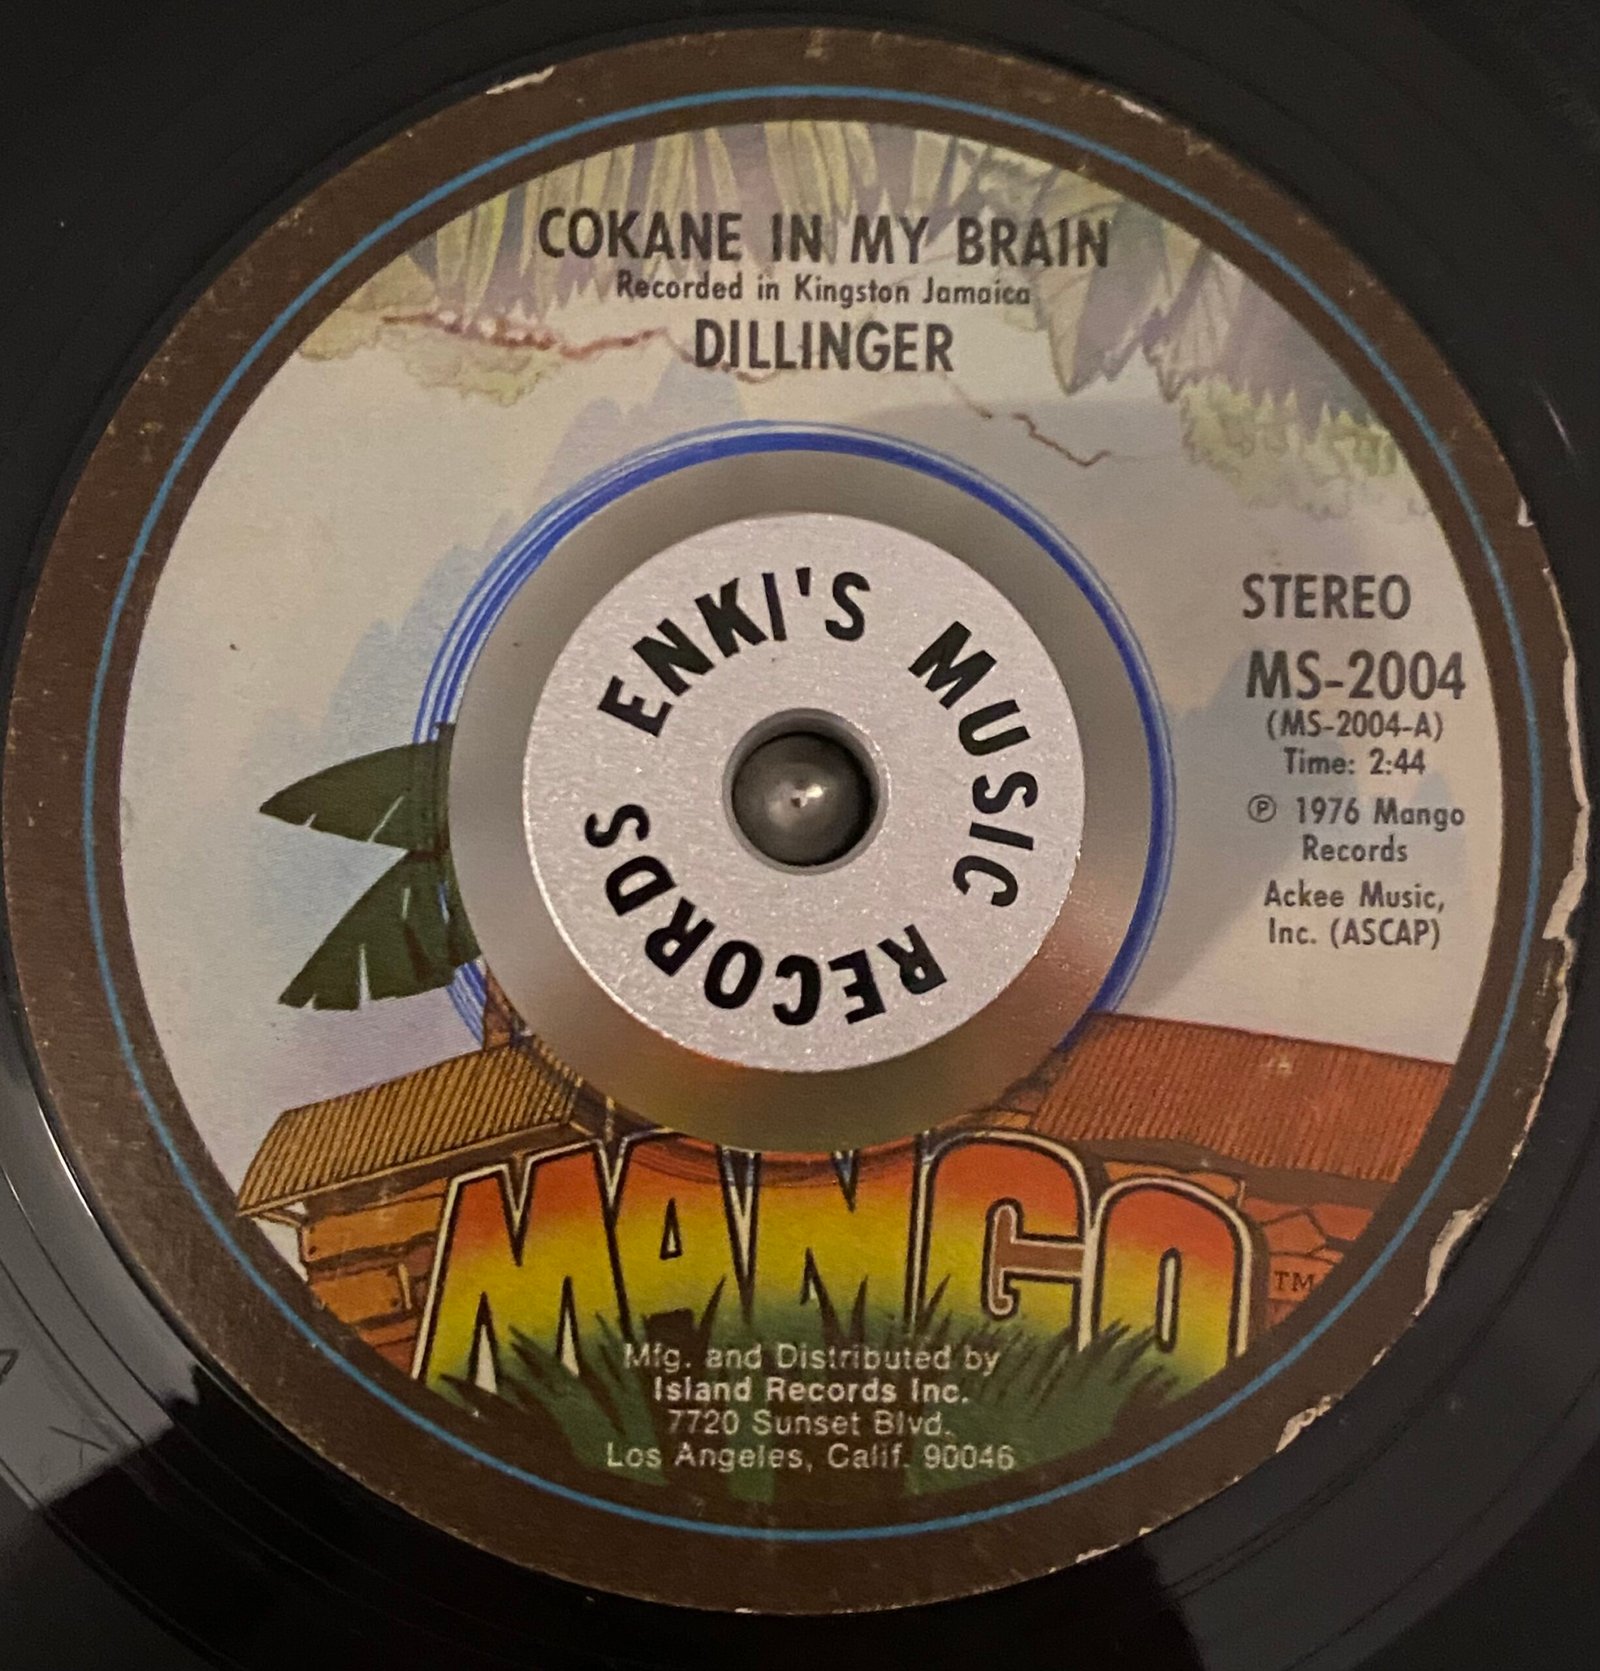 COKANE IN MY BRAIN
Recorded in Kingston Jamaica
DILLINGER
STEREO
MS-2004
(MS-2004-A)
Time: 2:44
℗ 1976 Mango
Records
Ackee Music,
Inc. (ASCAP)
ENKI'S MUSIC RECORDS
MANGO TM
Mfg. and Distributed by
Island Records Inc.
7720 Sunset Blvd.
Los Angeles, Calif. 90046